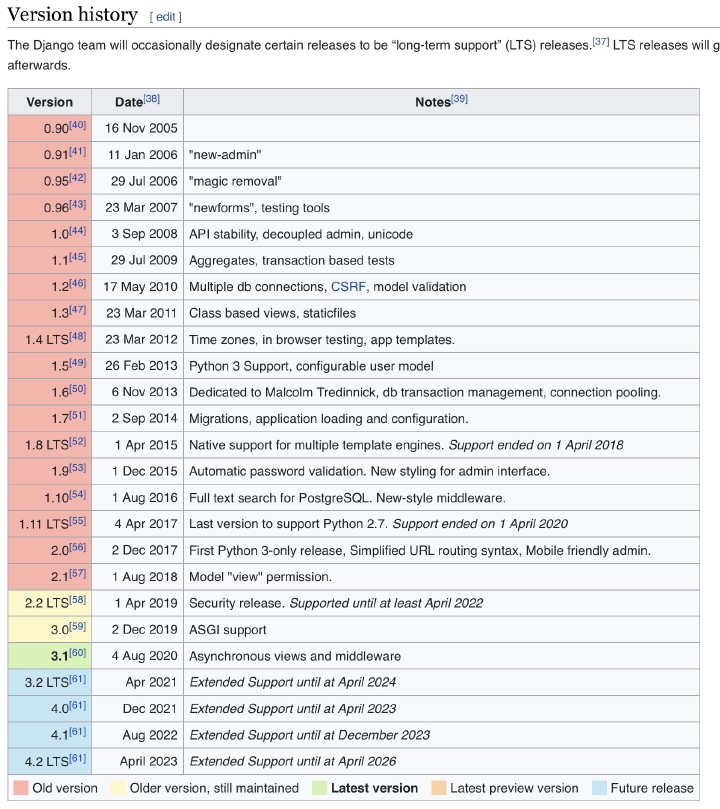 Version history [ edit ]
The Django team will occasionally designate certain releases to be “long-term support” (LTS) releases.[37] LTS releases will g
afterwards.
Version Date[38] Notes[39]
0.90[40] 16 Nov 2005
0.91[41] 11 Jan 2006 "new-admin"
0.95[42] 29 Jul 2006 "magic removal"
0.96[43] 23 Mar 2007 "newforms", testing tools
1.0[44] 3 Sep 2008 API stability, decoupled admin, unicode
1.1[45] 29 Jul 2009 Aggregates, transaction based tests
1.2[46] 17 May 2010 Multiple db connections, CSRF, model validation
1.3[47] 23 Mar 2011 Class based views, staticfiles
1.4 LTS[48] 23 Mar 2012 Time zones, in browser testing, app templates.
1.5[49] 26 Feb 2013 Python 3 Support, configurable user model
1.6[50] 6 Nov 2013 Dedicated to Malcolm Tredinnick, db transaction management, connection pooling.
1.7[51] 2 Sep 2014 Migrations, application loading and configuration.
1.8 LTS[52] 1 Apr 2015 Native support for multiple template engines. Support ended on 1 April 2018
1.9[53] 1 Dec 2015 Automatic password validation. New styling for admin interface.
1.10[54] 1 Aug 2016 Full text search for PostgreSQL. New-style middleware.
1.11 LTS[55] 4 Apr 2017 Last version to support Python 2.7. Support ended on 1 April 2020
2.0[56] 2 Dec 2017 First Python 3-only release, Simplified URL routing syntax, Mobile friendly admin.
2.1[57] 1 Aug 2018 Model "view" permission.
2.2 LTS[58] 1 Apr 2019 Security release. Supported until at least April 2022
3.0[59] 2 Dec 2019 ASGI support
3.1[60] 4 Aug 2020 Asynchronous views and middleware
3.2 LTS[61] Apr 2021 Extended Support until at April 2024
4.0[61] Dec 2021 Extended Support until at April 2023
4.1[61] Aug 2022 Extended Support until at December 2023
4.2 LTS[61] April 2023 Extended Support until at April 2026
Old version Older version, still maintained Latest version Latest preview version Future release